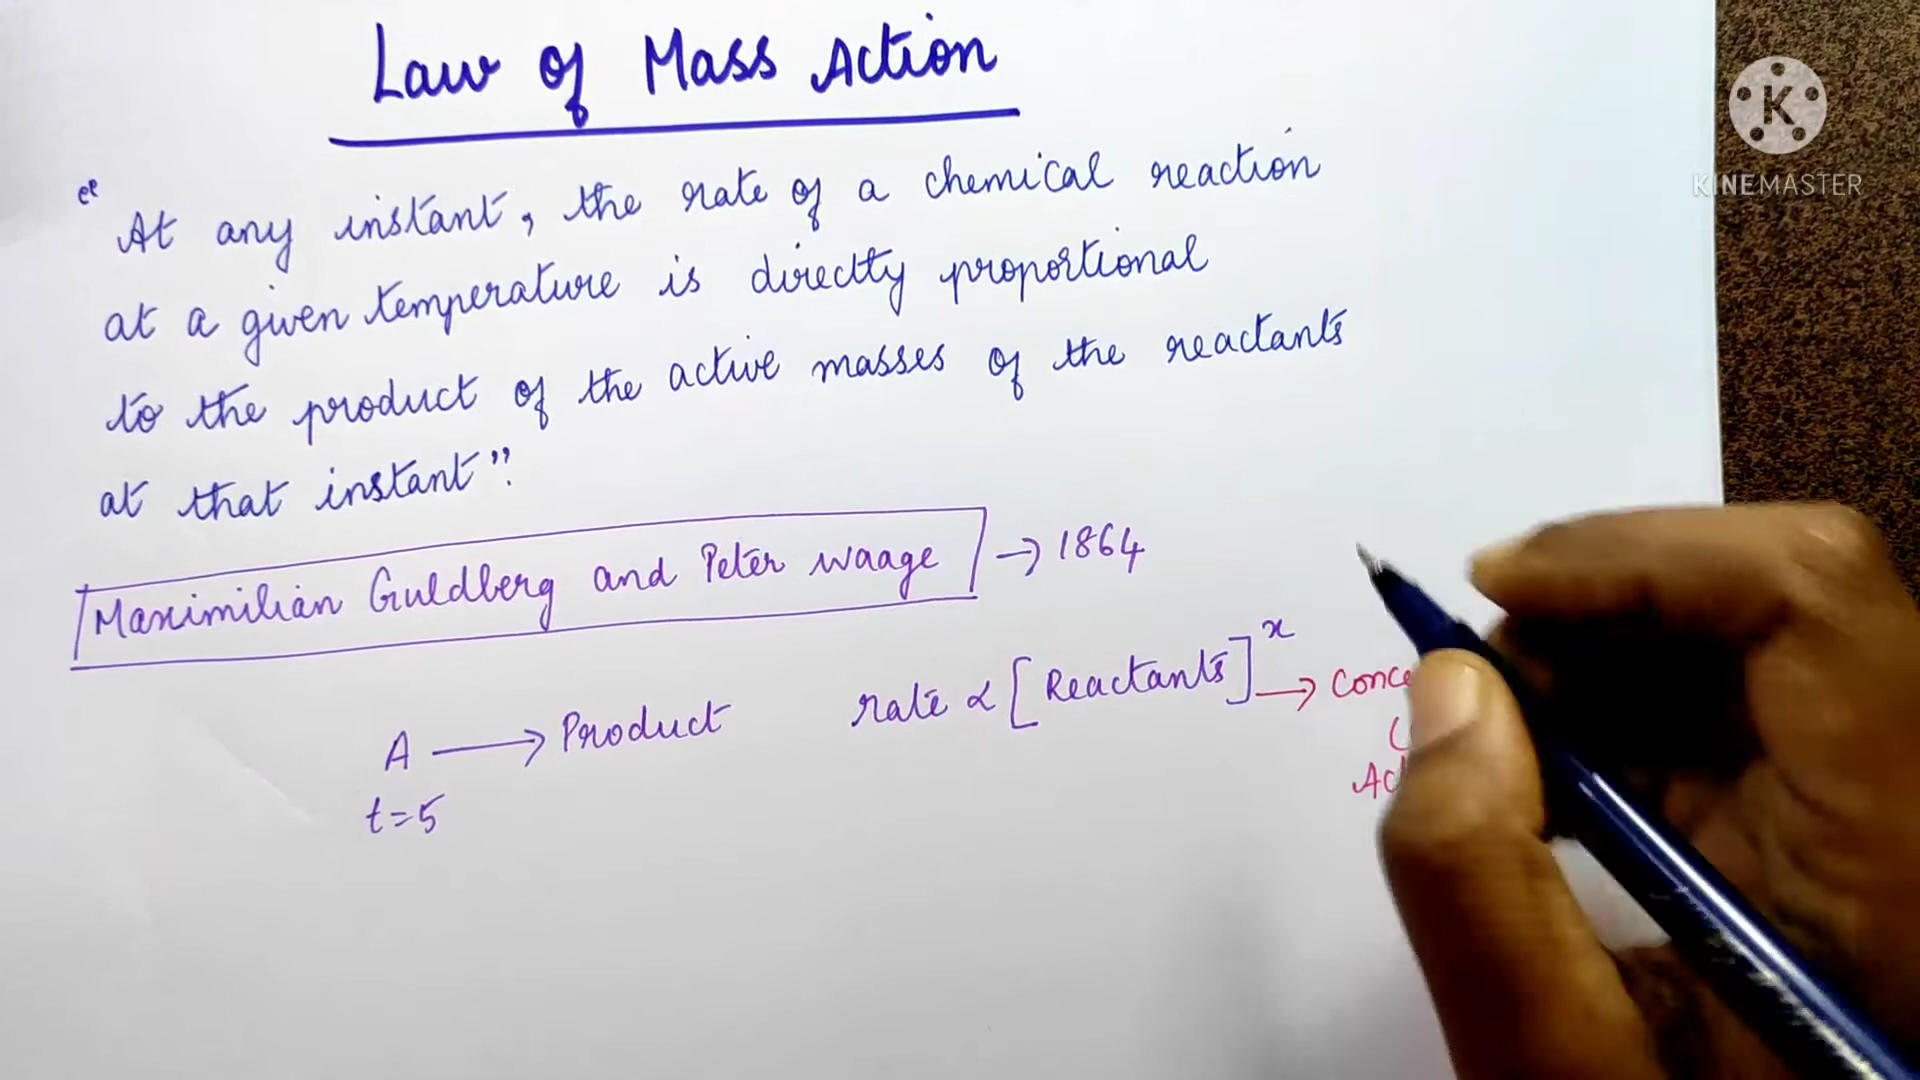 Law of Mass Action
K
KINEMASTER
" At any instant, the rate of a chemical reaction
at a given temperature is directly proportional
to the product of the active masses of the reactants
at that instant".
Maximilian Guldberg and Peter waage → 1864
rate ∝ [Reactants]^x →
A ⟶ Product
t=5